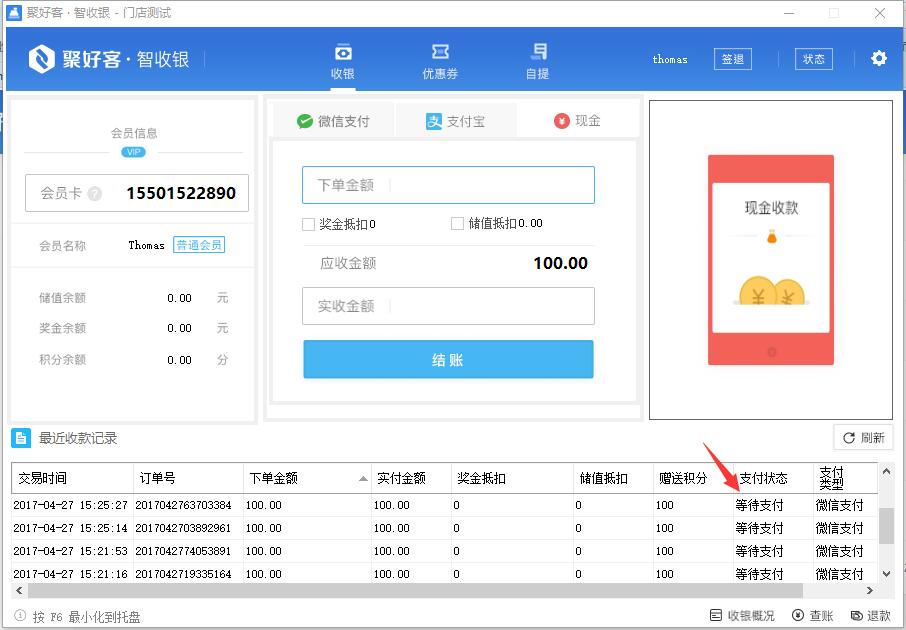 聚好客·智收银 - 门店测试
聚好客·智收银
收银
优惠券
自提
thomas
签退
状态
会员信息
VIP
会员卡 ? 15501522890
会员名称 Thomas 普通会员
储值余额 0.00 元
奖金余额 0.00 元
积分余额 0.00 分
微信支付
支付宝
现金
下单金额
奖金抵扣0 储值抵扣0.00
应收金额 100.00
实收金额
结账
现金收款
最近收款记录
刷新
交易时间 订单号 下单金额 实付金额 奖金抵扣 储值抵扣 赠送积分 支付状态 支付类型
2017-04-27 15:25:27 2017042763703384 100.00 100.00 0 0 100 等待支付 微信支付
2017-04-27 15:25:14 2017042703892961 100.00 100.00 0 0 100 等待支付 微信支付
2017-04-27 15:21:53 2017042774053891 100.00 100.00 0 0 100 等待支付 微信支付
2017-04-27 15:21:16 2017042719335164 100.00 100.00 0 0 100 等待支付 微信支付
按 F6 最小化到托盘
收银概况
查账
退款